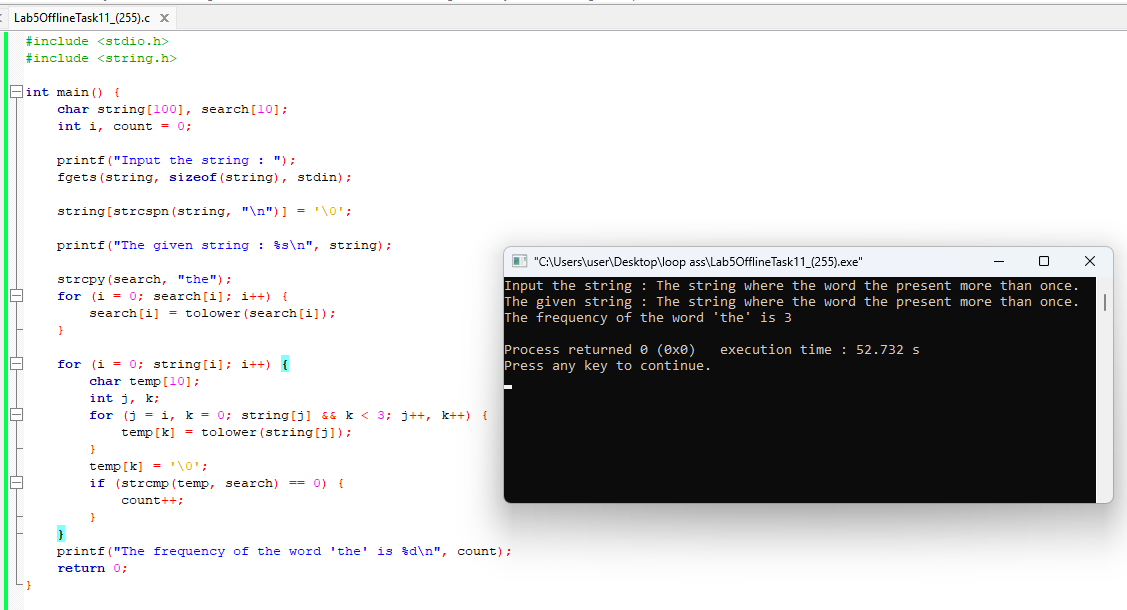 Lab5OfflineTask11_(255).c
#include <stdio.h>
#include <string.h>
int main() {
    char string[100], search[10];
    int i, count = 0;
    printf("Input the string : ");
    fgets(string, sizeof(string), stdin);
    string[strcspn(string, "\n")] = '\0';
    printf("The given string : %s\n", string);
    strcpy(search, "the");
    for (i = 0; search[i]; i++) {
        search[i] = tolower(search[i]);
    }
    for (i = 0; string[i]; i++) {
        char temp[10];
        int j, k;
        for (j = i, k = 0; string[j] && k < 3; j++, k++) {
            temp[k] = tolower(string[j]);
        }
        temp[k] = '\0';
        if (strcmp(temp, search) == 0) {
            count++;
        }
    }
    printf("The frequency of the word 'the' is %d\n", count);
    return 0;
}
"C:\Users\user\Desktop\loop ass\Lab5OfflineTask11_(255).exe"
Input the string : The string where the word the present more than once.
The given string : The string where the word the present more than once.
The frequency of the word 'the' is 3
Process returned 0 (0x0)   execution time : 52.732 s
Press any key to continue.